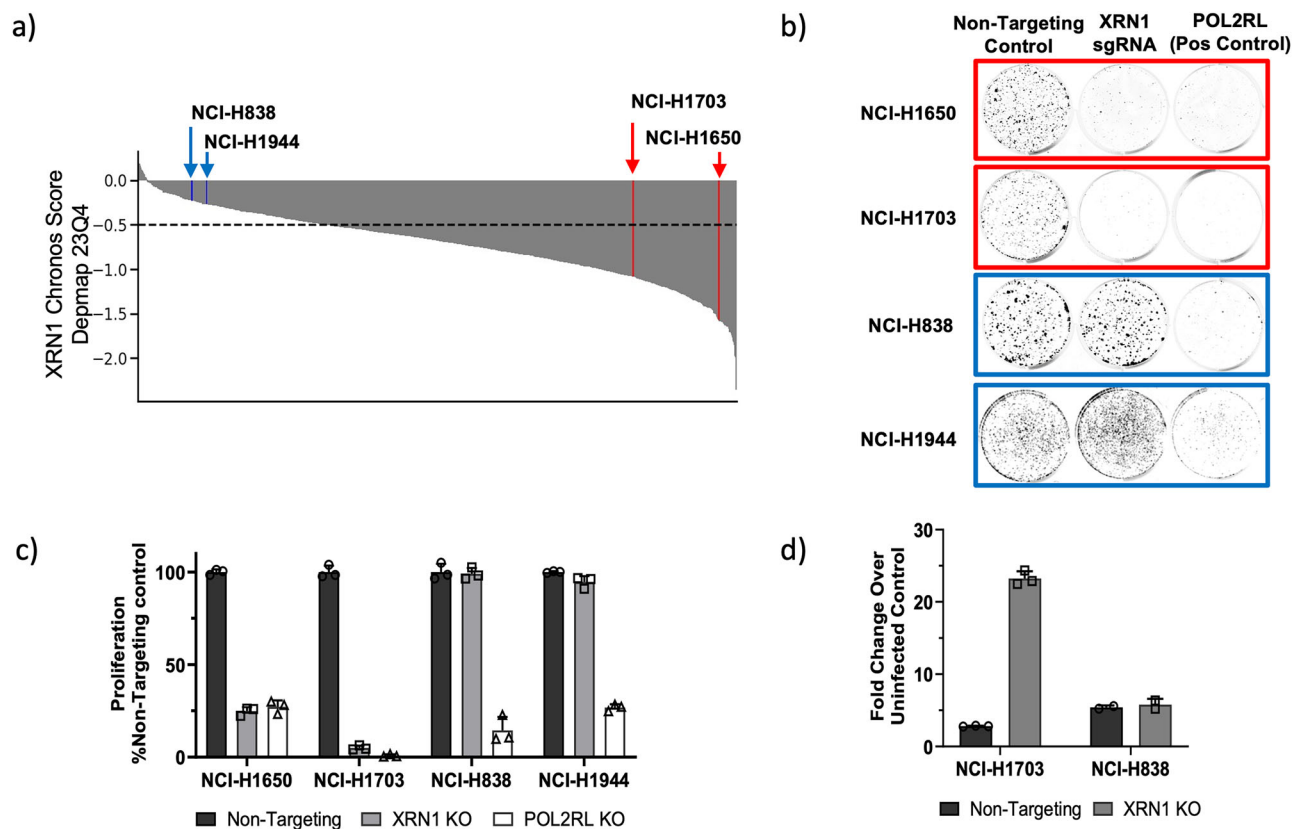 a)
NCI-H838
NCI-H1944
NCI-H1703
NCI-H1650
XRN1 Chronos Score
Depmap 23Q4
0.0
−0.5
−1.0
−1.5
−2.0
b)
Non-Targeting
Control
XRN1
sgRNA
POL2RL
(Pos Control)
NCI-H1650
NCI-H1703
NCI-H838
NCI-H1944
c)
Proliferation
%Non-Targeting control
100
50
0
NCI-H1650
NCI-H1703
NCI-H838
NCI-H1944
Non-Targeting
XRN1 KO
POL2RL KO
d)
Fold Change Over
Uninfected Control
30
20
10
0
NCI-H1703
NCI-H838
Non-Targeting
XRN1 KO